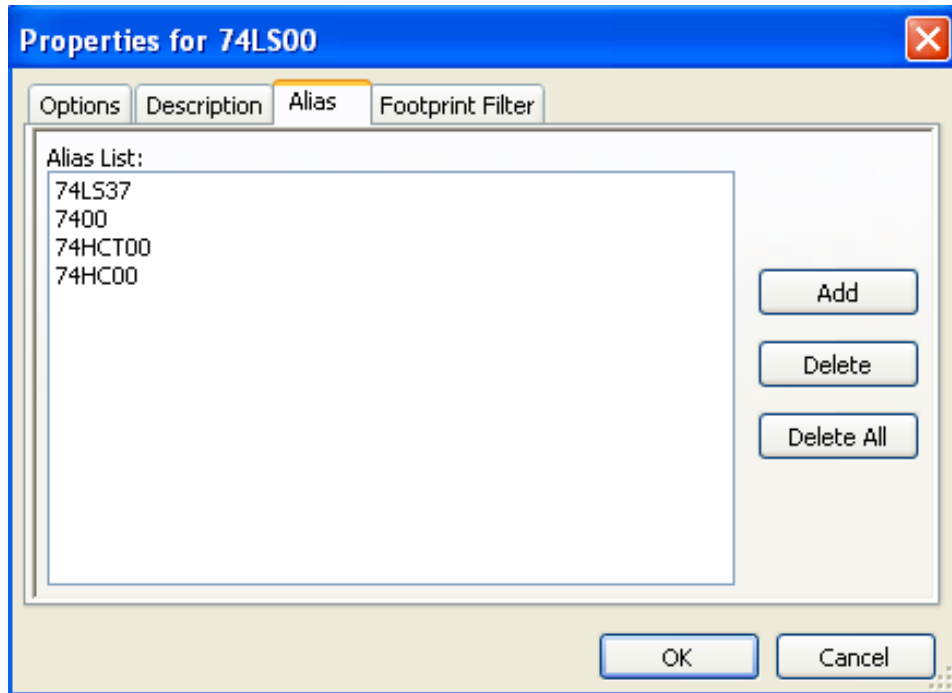 Properties for 74LS00
Options Description Alias Footprint Filter
Alias List:
74LS37
7400
74HCT00
74HC00
Add
Delete
Delete All
OK Cancel